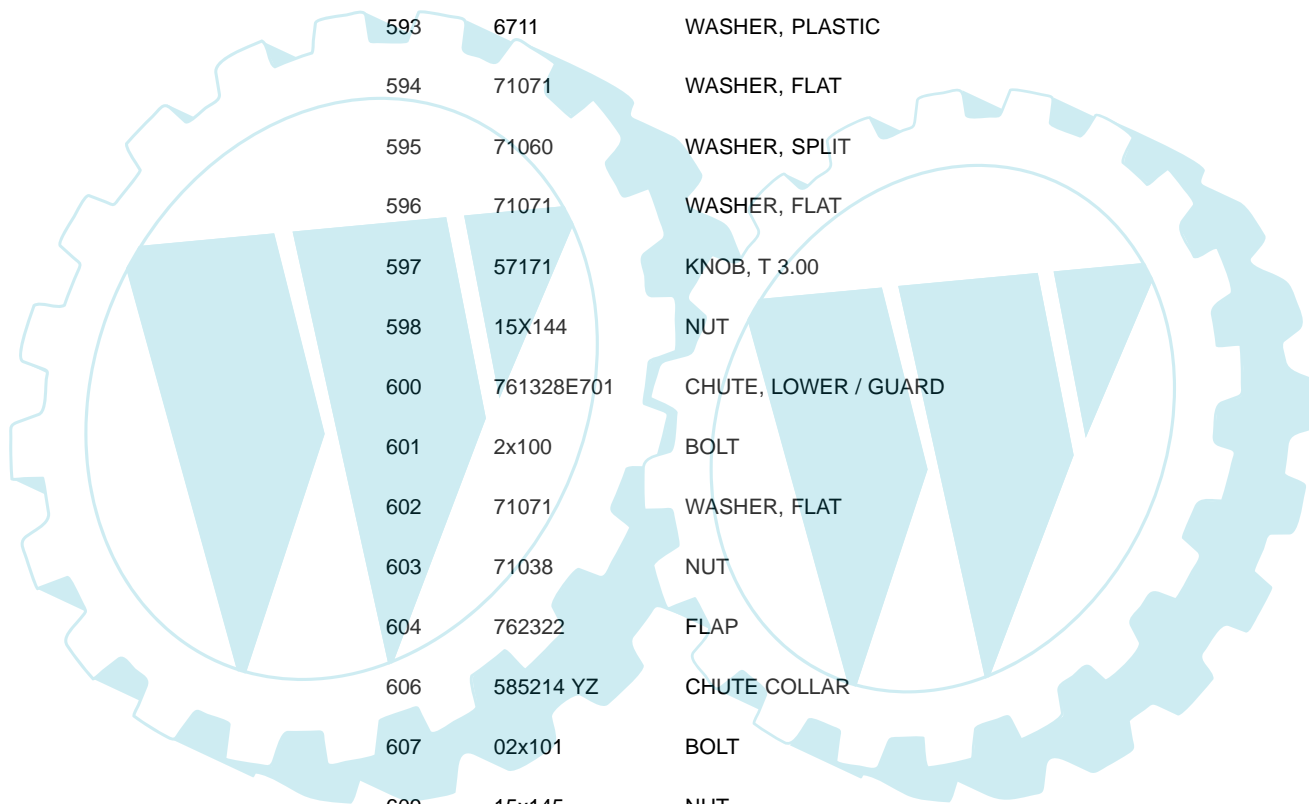 593 6711 WASHER, PLASTIC
594 71071 WASHER, FLAT
595 71060 WASHER, SPLIT
596 71071 WASHER, FLAT
597 57171 KNOB, T 3.00
598 15X144 NUT
600 761328E701 CHUTE, LOWER / GUARD
601 2x100 BOLT
602 71071 WASHER, FLAT
603 71038 NUT
604 762322 FLAP
606 585214 YZ CHUTE COLLAR
607 02x101 BOLT
15x145 NUT